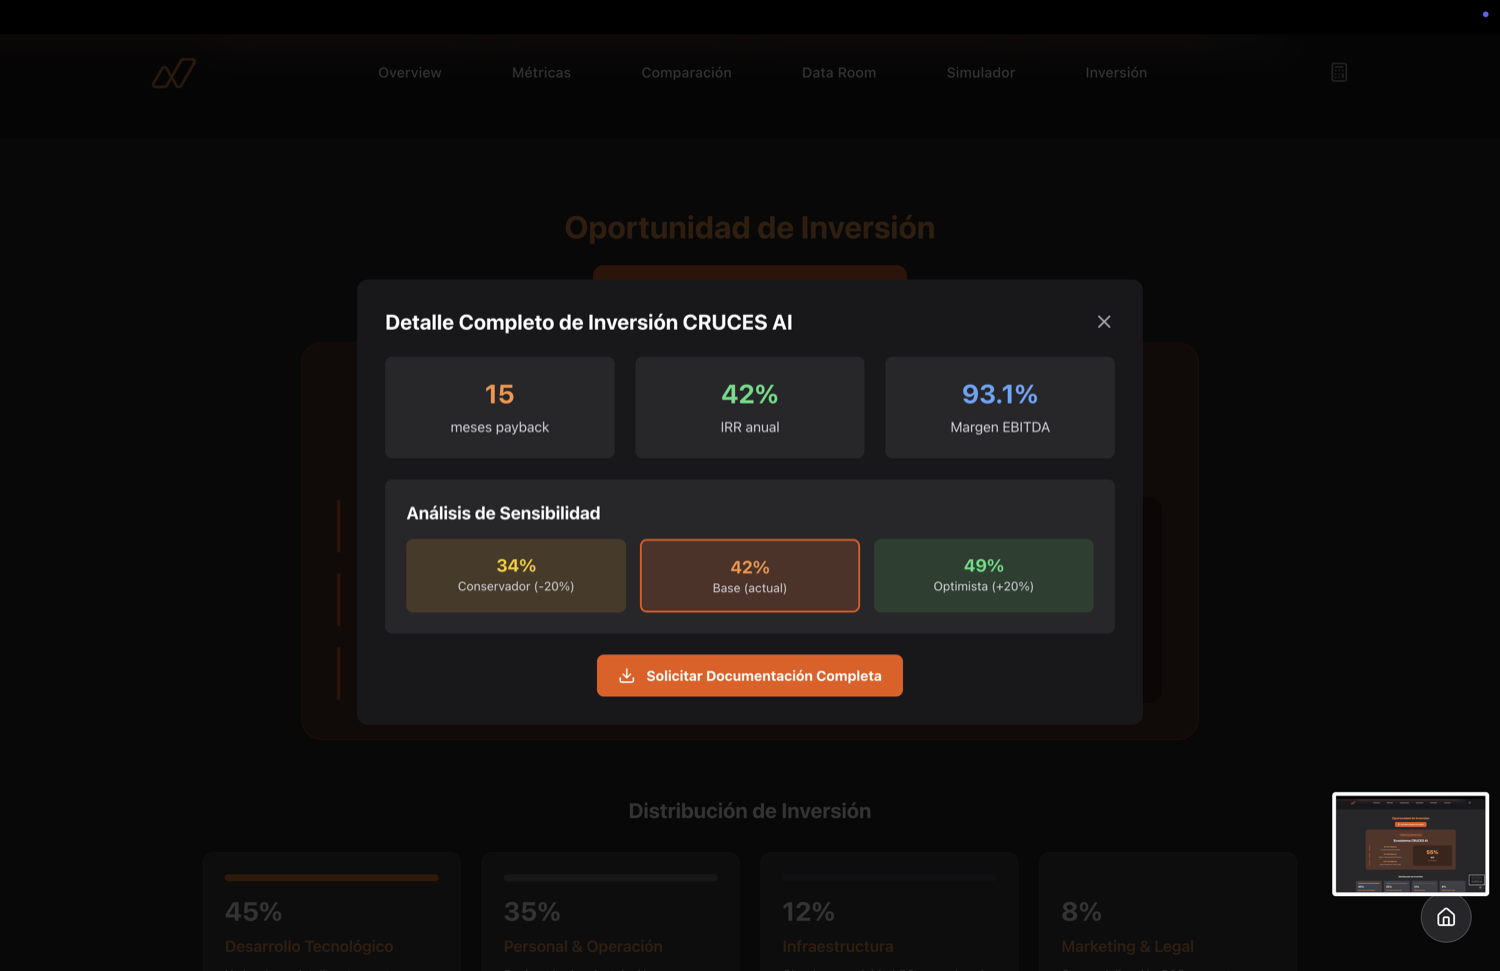 Overview
Métricas
Comparación
Data Room
Simulador
Inversión
Oportunidad de Inversión
Detalle Completo de Inversión CRUCES AI
15
meses payback
42%
IRR anual
93.1%
Margen EBITDA
Análisis de Sensibilidad
34%
Conservador (-20%)
42%
Base (actual)
49%
Optimista (+20%)
Solicitar Documentación Completa
Distribución de Inversión
45%
Desarrollo Tecnológico
35%
Personal & Operación
12%
Infraestructura
8%
Marketing & Legal